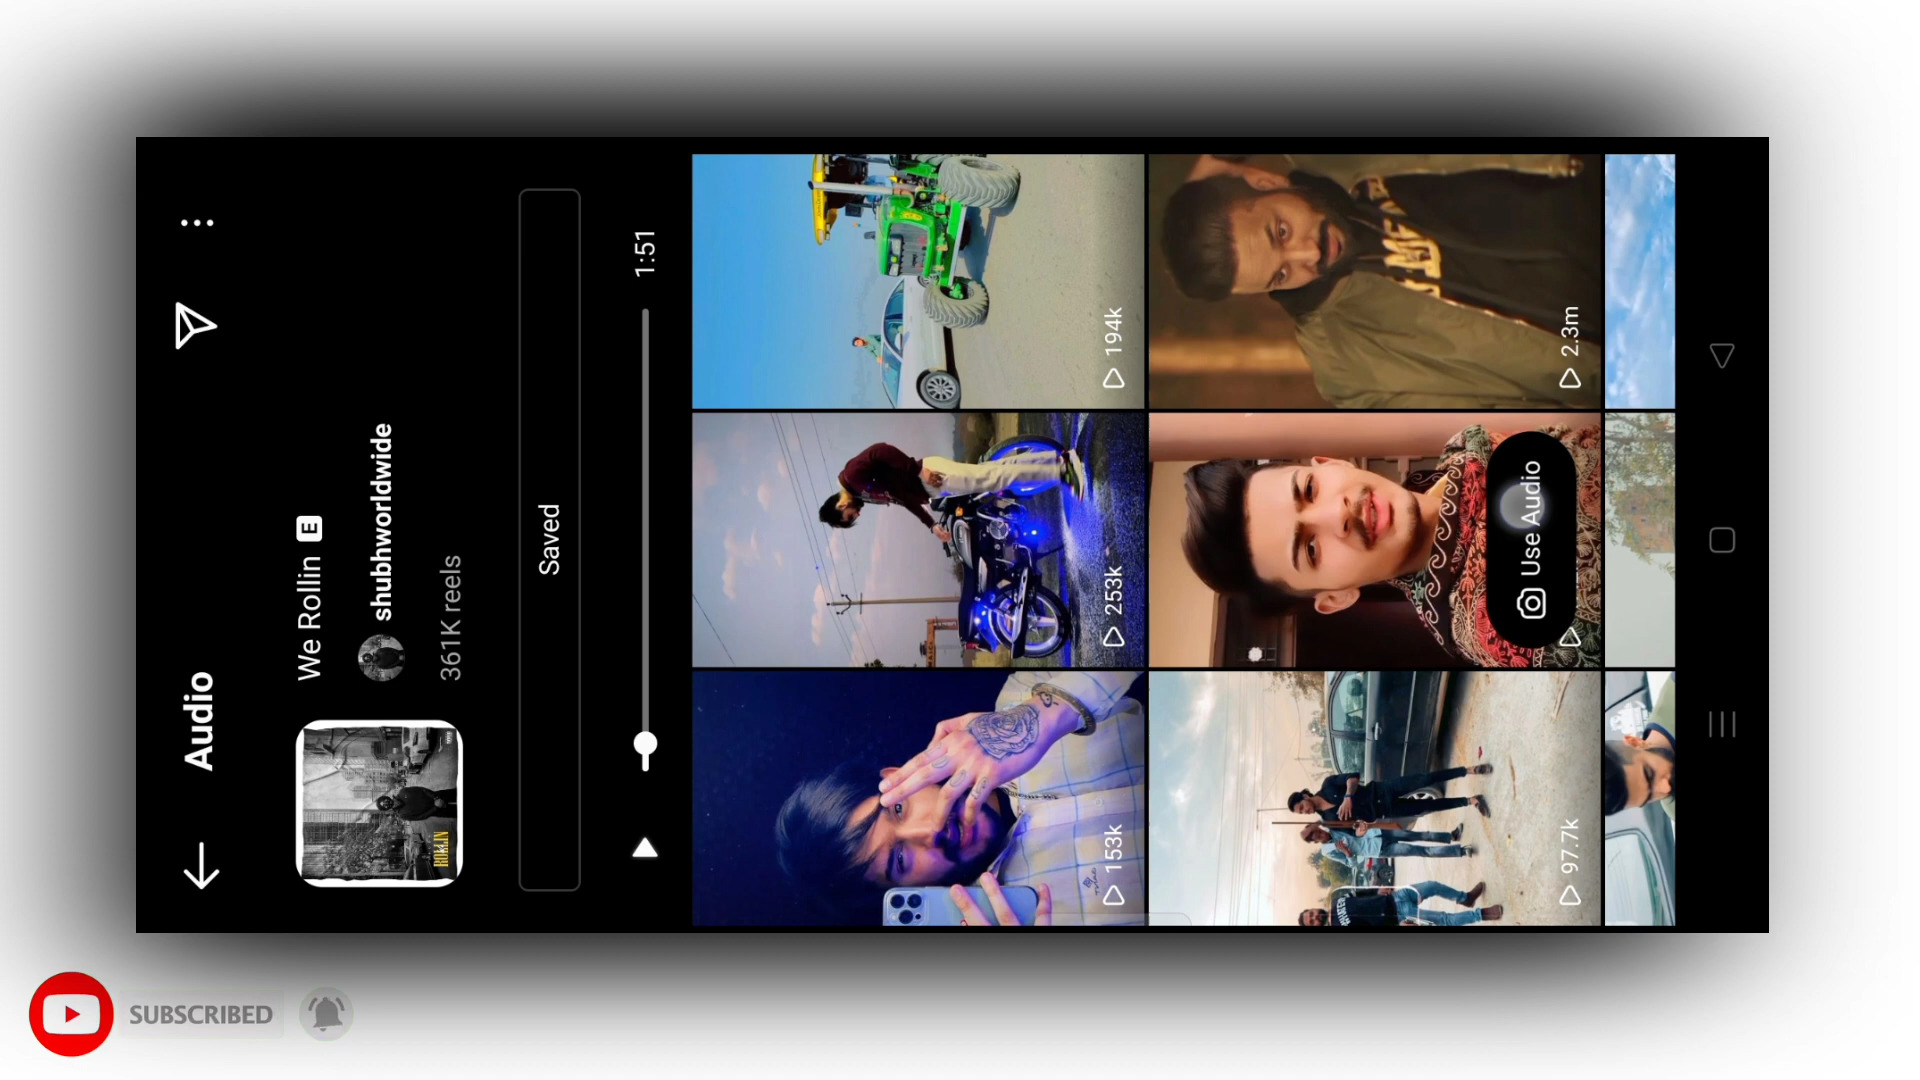 Audio
We Rollin E
shubhworldwide
361K reels
Saved
1:51
153k
253k
194k
97.7k
Use Audio
2.3m
ROLLIN
SUBSCRIBED